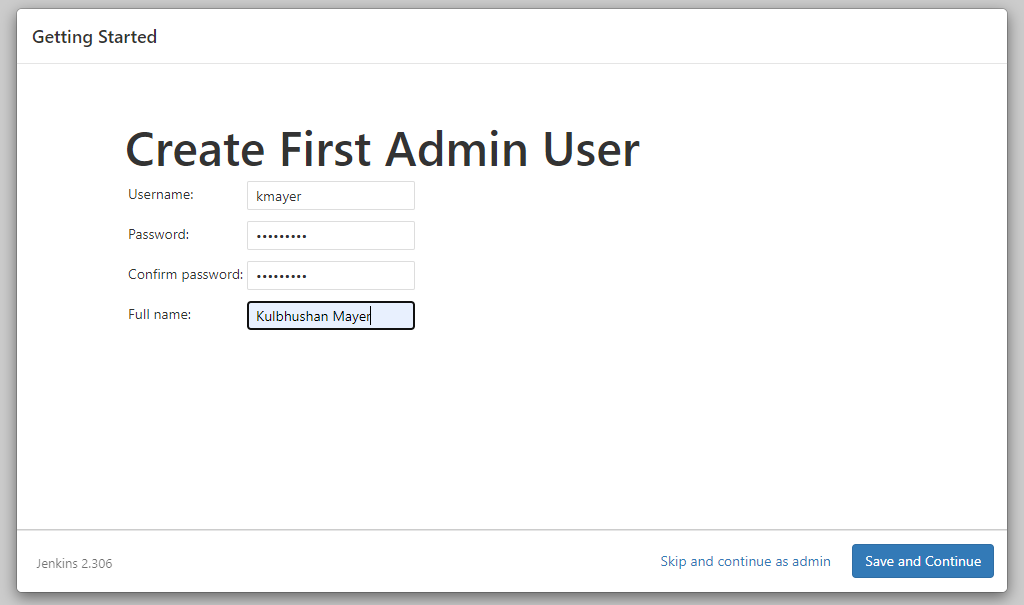 Getting Started
Create First Admin User
Username: kmayer
Password: •••••••••
Confirm password: •••••••••
Full name: Kulbhushan Mayer
Jenkins 2.306 Skip and continue as admin Save and Continue